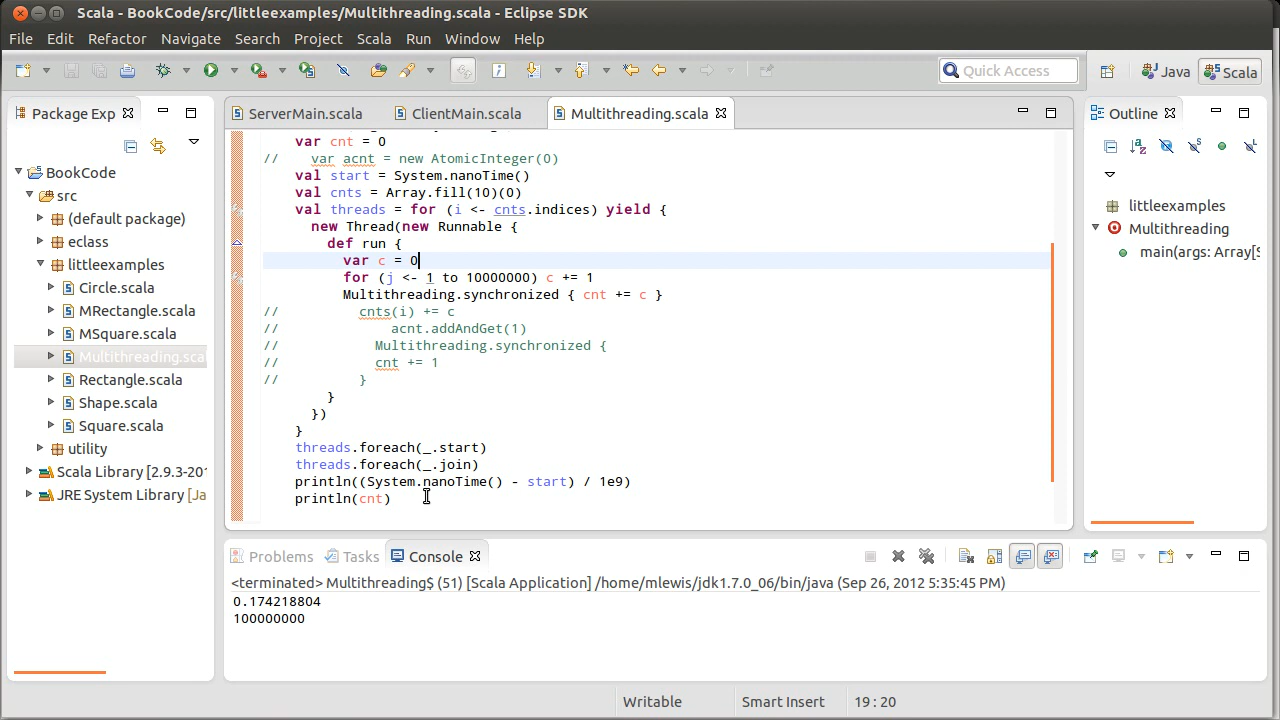 Scala - BookCode/src/littleexamples/Multithreading.scala - Eclipse SDK
File Edit Refactor Navigate Search Project Scala Run Window Help
Quick Access
Java
Scala
Package Exp
BookCode
src
(default package)
eclass
littleexamples
Circle.scala
MRectangle.scala
MSquare.scala
Multithreading.sca
Rectangle.scala
Shape.scala
Square.scala
utility
Scala Library [2.9.3-201
JRE System Library [Ja
ServerMain.scala ClientMain.scala Multithreading.scala
var cnt = 0
// var acnt = new AtomicInteger(0)
val start = System.nanoTime()
val cnts = Array.fill(10)(0)
val threads = for (i <- cnts.indices) yield {
new Thread(new Runnable {
def run {
var c = 0
for (j <- 1 to 10000000) c += 1
Multithreading.synchronized { cnt += c }
// cnts(i) += c
// acnt.addAndGet(1)
// Multithreading.synchronized {
// cnt += 1
// }
}
})
}
threads.foreach(_.start)
threads.foreach(_.join)
println((System.nanoTime() - start) / 1e9)
println(cnt)
Outline
littleexamples
Multithreading
main(args: Array[S
Problems Tasks Console
<terminated> Multithreading$ (51) [Scala Application] /home/mlewis/jdk1.7.0_06/bin/java (Sep 26, 2012 5:35:45 PM)
0.174218804
100000000
Writable Smart Insert 19 : 20